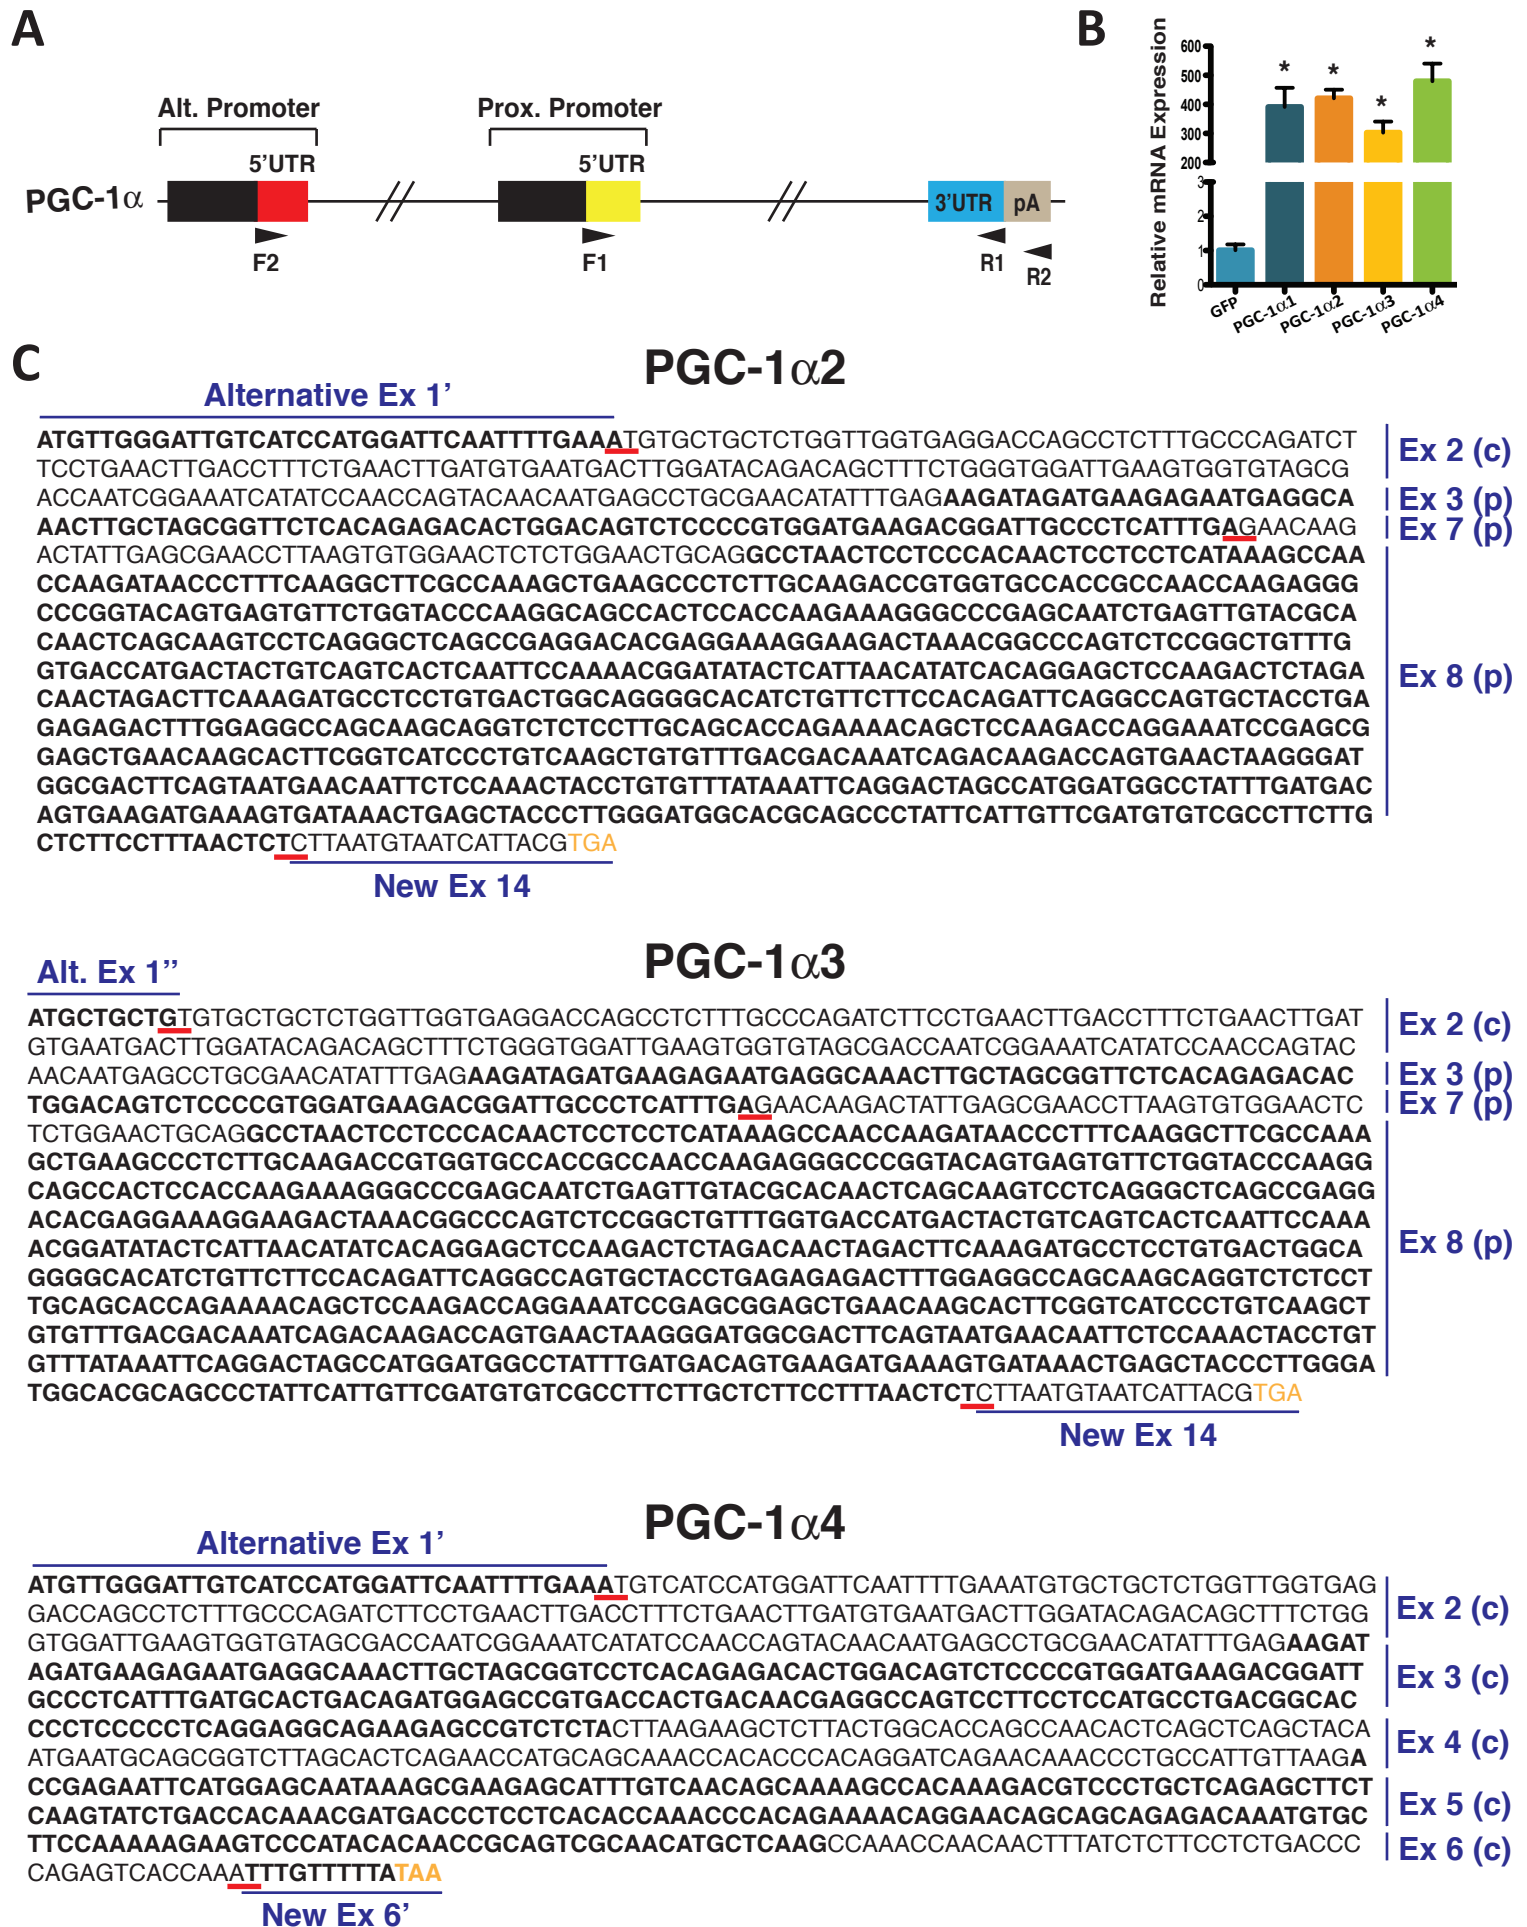 A
Alt. Promoter
Prox. Promoter
5’UTR
5’UTR
PGC-1α
3’UTR
pA
F2
F1
R1
R2
B
Relative mRNA Expression
600
500
400
300
200
3
2
1
0
*
*
*
*
GFP
PGC-1α1
PGC-1α2
PGC-1α3
PGC-1α4
C
PGC-1α2
Alternative Ex 1’
ATGTTGGGATTGTCATCCATGGATTCAATTTTGAAATGTGCTGCTCTGGTTGGTGAGGACCAGCCTCTTTGCCCAGATCT
TCCTGAACTTGACCTTTCTGAACTTGATGTGAATGACTTGGATACAGACAGCTTTCTGGGTGGATTGAAGTGGTGTAGCG
ACCAATCGGAAATCATATCCAACCAGTACAACAATGAGCCTGCGAACATATTTGAGAAGATAGATGAAGAGAATGAGGCA
AACTTGCTAGCGGTTCTCACAGAGACACTGGACAGTCTCCCCGTGGATGAAGACGGATTGCCCTCATTTGAGAACAAG
ACTATTGAGCGAACCTTAAGTGTGGAACTCTCTGGAACTGCAGGCCTAACTCCTCCCACAACTCCTCCTCATAAAGCCAA
CCAAGATAACCCTTTCAAGGCTTCGCCAAAGCTGAAGCCCTCTTGCAAGACCGTGGTGCCACCGCCAACCAAGAGGG
CCCGGTACAGTGAGTGTTCTGGTACCCAAGGCAGCCACTCCACCAAGAAAGGGCCCGAGCAATCTGAGTTGTACGCA
CAACTCAGCAAGTCCTCAGGGCTCAGCCGAGGACACGAGGAAAGGAAGACTAAACGGCCCAGTCTCCGGCTGTTTG
GTGACCATGACTACTGTCAGTCACTCAATTCCAAAACGGATATACTCATTAACATATCACAGGAGCTCCAAGACTCTAGA
CAACTAGACTTCAAAGATGCCTCCTGTGACTGGCAGGGGCACATCTGTTCTTCCACAGATTCAGGCCAGTGCTACCTGA
GAGAGACTTTGGAGGCCAGCAAGCAGGTCTCTCCTTGCAGCACCAGAAAACAGCTCCAAGACCAGGAAATCCGAGCG
GAGCTGAACAAGCACTTCGGTCATCCCTGTCAAGCTGTGTTTGACGACAAATCAGACAAGACCAGTGAACTAAGGGAT
GGCGACTTCAGTAATGAACAATTCTCCAAACTACCTGTGTTTATAAATTCAGGACTAGCCATGGATGGCCTATTTGATGAC
AGTGAAGATGAAAGTGATAAACTGAGCTACCCTTGGGATGGCACGCAGCCCTATTCATTGTTCGATGTGTCGCCTTCTTG
CTCTTCCTTTAACTCTCTTAATGTAATCATTACGTGA
New Ex 14
Ex 2 (c)
Ex 3 (p)
Ex 7 (p)
Ex 8 (p)
PGC-1α3
Alt. Ex 1’’
ATGCTGCTGTGTGCTGCTCTGGTTGGTGAGGACCAGCCTCTTTGCCCAGATCTTCCTGAACTTGACCTTTCTGAACTTGAT
GTGAATGACTTGGATACAGACAGCTTTCTGGGTGGATTGAAGTGGTGTAGCGACCAATCGGAAATCATATCCAACCAGTAC
AACAATGAGCCTGCGAACATATTTGAGAAGATAGATGAAGAGAATGAGGCAAACTTGCTAGCGGTTCTCACAGAGACAC
TGGACAGTCTCCCCGTGGATGAAGACGGATTGCCCTCATTTGAGAACAAGACTATTGAGCGAACCTTAAGTGTGGAACTC
TCTGGAACTGCAGGCCTAACTCCTCCCACAACTCCTCCTCATAAAGCCAACCAAGATAACCCTTTCAAGGCTTCGCCAAA
GCTGAAGCCCTCTTGCAAGACCGTGGTGCCACCGCCAACCAAGAGGGCCCGGTACAGTGAGTGTTCTGGTACCCAAGG
CAGCCACTCCACCAAGAAAGGGCCCGAGCAATCTGAGTTGTACGCACAACTCAGCAAGTCCTCAGGGCTCAGCCGAGG
ACACGAGGAAAGGAAGACTAAACGGCCCAGTCTCCGGCTGTTTGGTGACCATGACTACTGTCAGTCACTCAATTCCAAA
ACGGATATACTCATTAACATATCACAGGAGCTCCAAGACTCTAGACAACTAGACTTCAAAGATGCCTCCTGTGACTGGCA
GGGGCACATCTGTTCTTCCACAGATTCAGGCCAGTGCTACCTGAGAGAGACTTTGGAGGCCAGCAAGCAGGTCTCTCCT
TGCAGCACCAGAAAACAGCTCCAAGACCAGGAAATCCGAGCGGAGCTGAACAAGCACTTCGGTCATCCCTGTCAAGCT
GTGTTTGACGACAAATCAGACAAGACCAGTGAACTAAGGGATGGCGACTTCAGTAATGAACAATTCTCCAAACTACCTGT
GTTTATAAATTCAGGACTAGCCATGGATGGCCTATTTGATGACAGTGAAGATGAAAGTGATAAACTGAGCTACCCTTGGGA
TGGCACGCAGCCCTATTCATTGTTCGATGTGTCGCCTTCTTGCTCTTCCTTTAACTCTCTTAATGTAATCATTACGTGA
New Ex 14
Ex 2 (c)
Ex 3 (p)
Ex 7 (p)
Ex 8 (p)
PGC-1α4
Alternative Ex 1’
ATGTTGGGATTGTCATCCATGGATTCAATTTTGAAATGTCATCCATGGATTCAATTTTGAAATGTGCTGCTCTGGTTGGTGAG
GACCAGCCTCTTTGCCCAGATCTTCCTGAACTTGACCTTTCTGAACTTGATGTGAATGACTTGGATACAGACAGCTTTCTGG
GTGGATTGAAGTGGTGTAGCGACCAATCGGAAATCATATCCAACCAGTACAACAATGAGCCTGCGAACATATTTGAGAAGAT
AGATGAAGAGAATGAGGCAAACTTGCTAGCGGTCCTCACAGAGACACTGGACAGTCTCCCCGTGGATGAAGACGGATT
GCCCTCATTTGATGCACTGACAGATGGAGCCGTGACCACTGACAACGAGGCCAGTCCTTCCTCCATGCCTGACGGCAC
CCCTCCCCCTCAGGAGGCAGAAGAGCCGTCTCTACTTAAGAAGCTCTTACTGGCACCAGCCAACACTCAGCTCAGCTACA
ATGAATGCAGCGGTCTTAGCACTCAGAACCATGCAGCAAACCACACCCACAGGATCAGAACAAACCCTGCCATTGTTAAGA
CCGAGAATTCATGGAGCAATAAAGCGAAGAGCATTTGTCAACAGCAAAAGCCACAAAGACGTCCCTGCTCAGAGCTTCT
CAAGTATCTGACCACAAACGATGACCCTCCTCACACCAAACCCACAGAAAACAGGAACAGCAGCAGAGACAAATGTGC
TTCCAAAAAGAAGTCCCATACACAACCGCAGTCGCAACATGCTCAAGCCAAACCAACAACTTTATCTCTTCCTCTGACCC
CAGAGTCACCAAATTTGTTTTTATAA
New Ex 6’
Ex 2 (c)
Ex 3 (c)
Ex 4 (c)
Ex 5 (c)
Ex 6 (c)